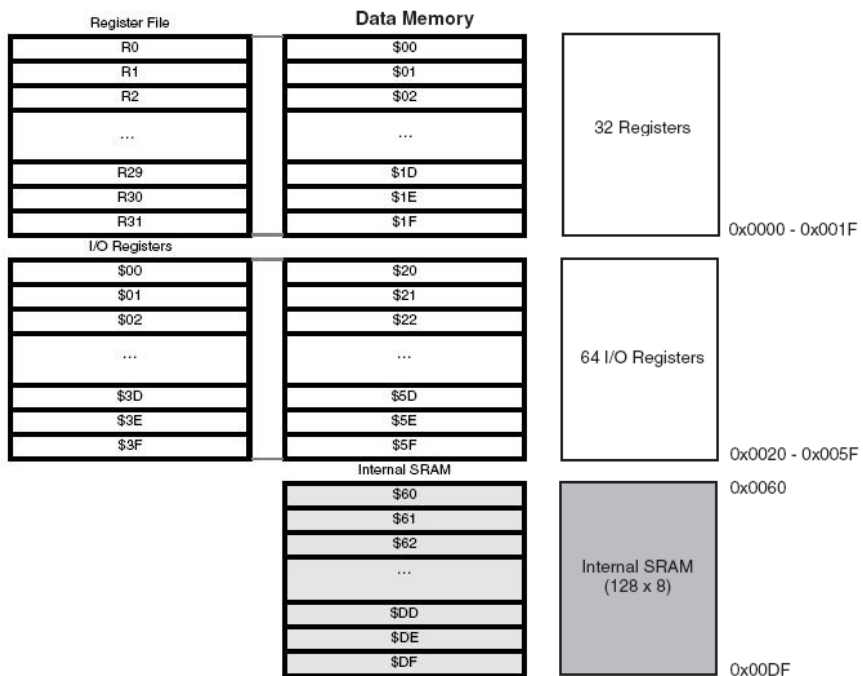 Register File
Data Memory
R0
R1
R2
...
R29
R30
R31
$00
$01
$02
...
$1D
$1E
$1F
32 Registers
0x0000 - 0x001F
I/O Registers
$00
$01
$02
...
$3D
$3E
$3F
$20
$21
$22
...
$5D
$5E
$5F
64 I/O Registers
0x0020 - 0x005F
Internal SRAM
$60
$61
$62
...
$DD
$DE
$DF
0x0060
Internal SRAM
(128 x 8)
0x00DF